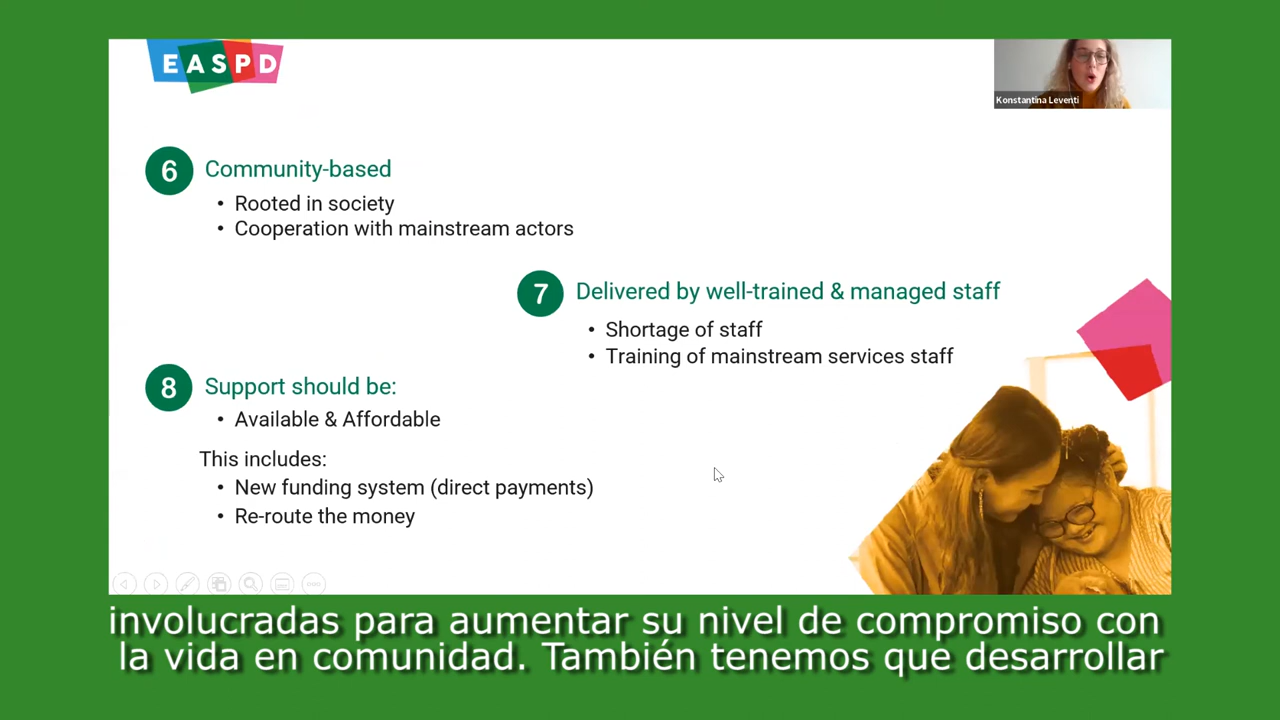 EASPD
Konstantina Leventi
6 Community-based
• Rooted in society
• Cooperation with mainstream actors
7 Delivered by well-trained & managed staff
• Shortage of staff
• Training of mainstream services staff
8 Support should be:
• Available & Affordable
This includes:
• New funding system (direct payments)
• Re-route the money
involucradas para aumentar su nivel de compromiso con
la vida en comunidad. También tenemos que desarrollar